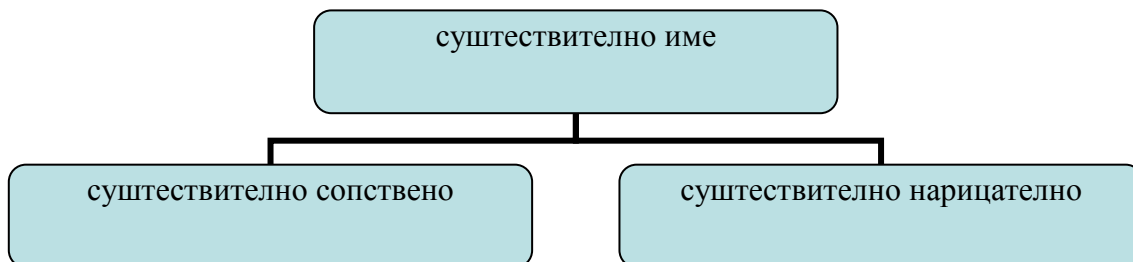 суштествително име
суштествително сопствено
суштествително нарицателно